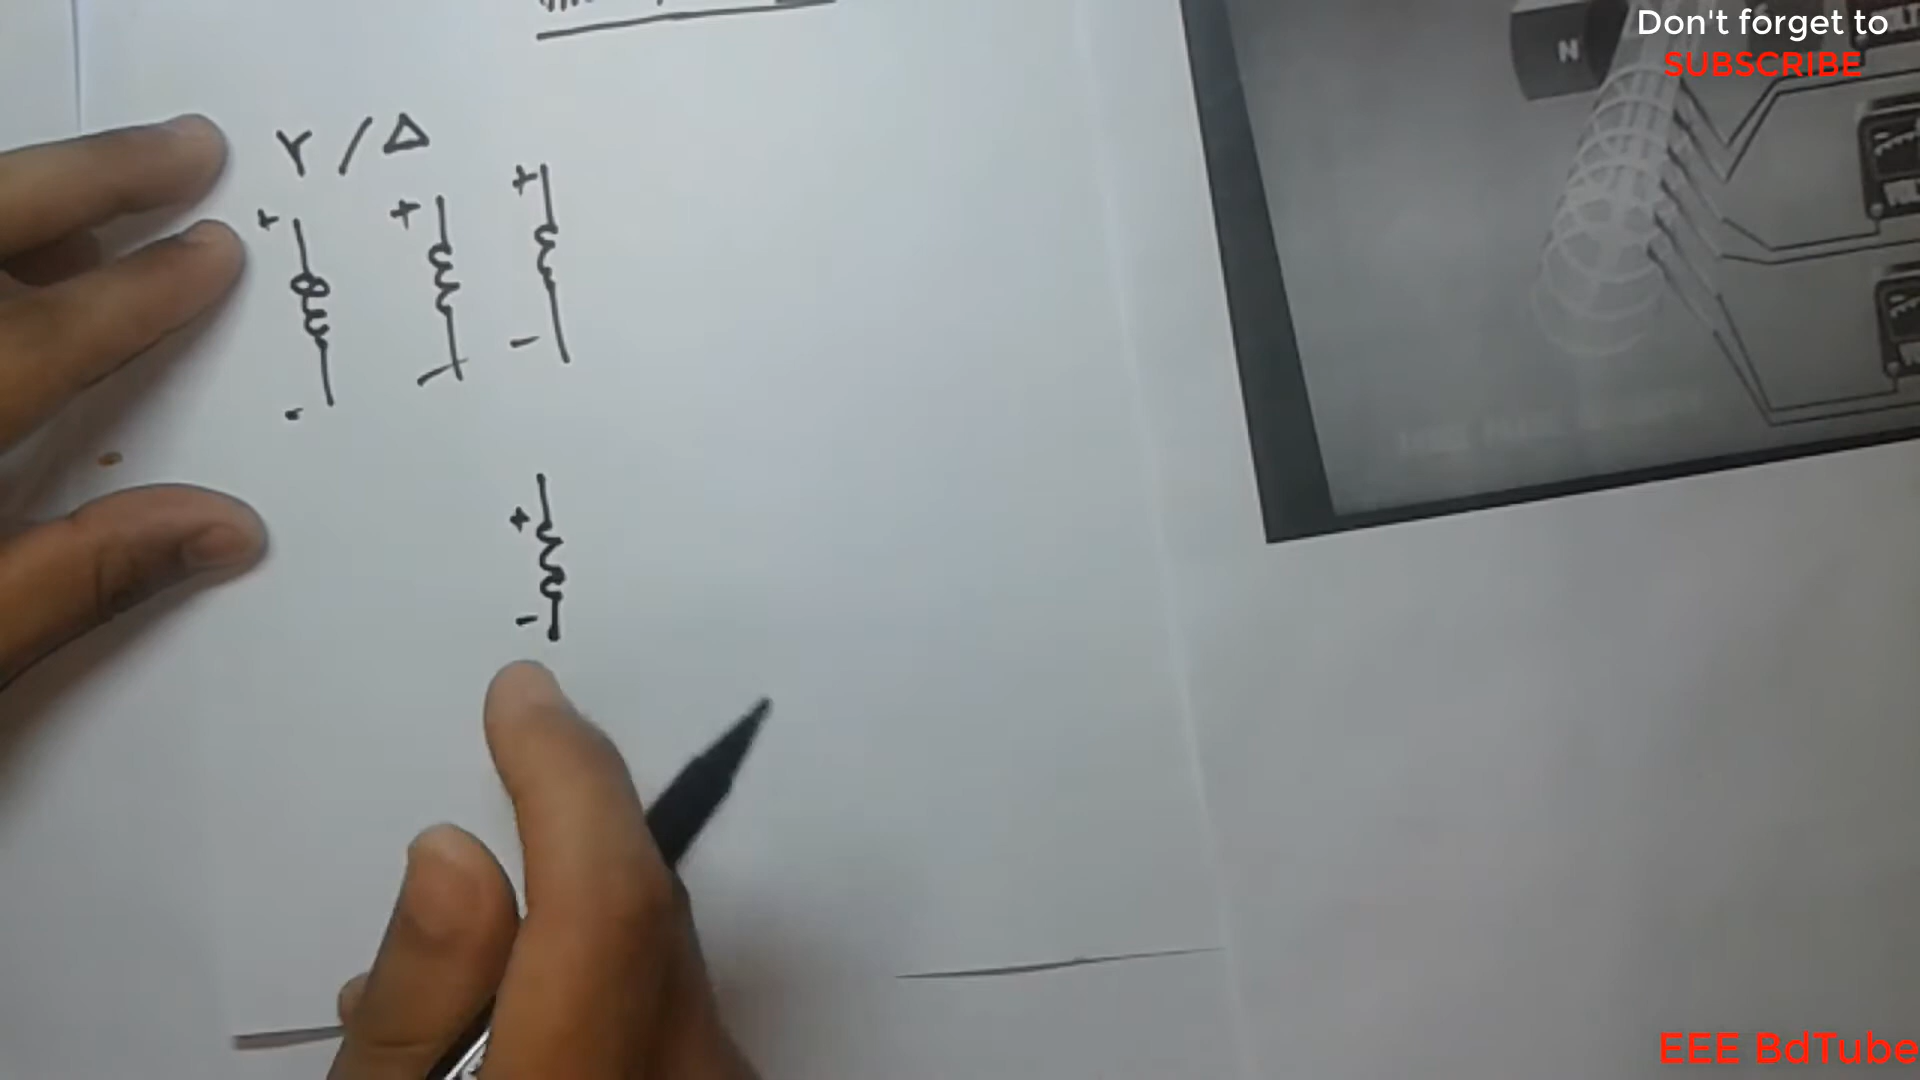 Don't forget to
SUBSCRIBE
N
Y / Δ
+ + +
- -
+
-
EEE BdTube